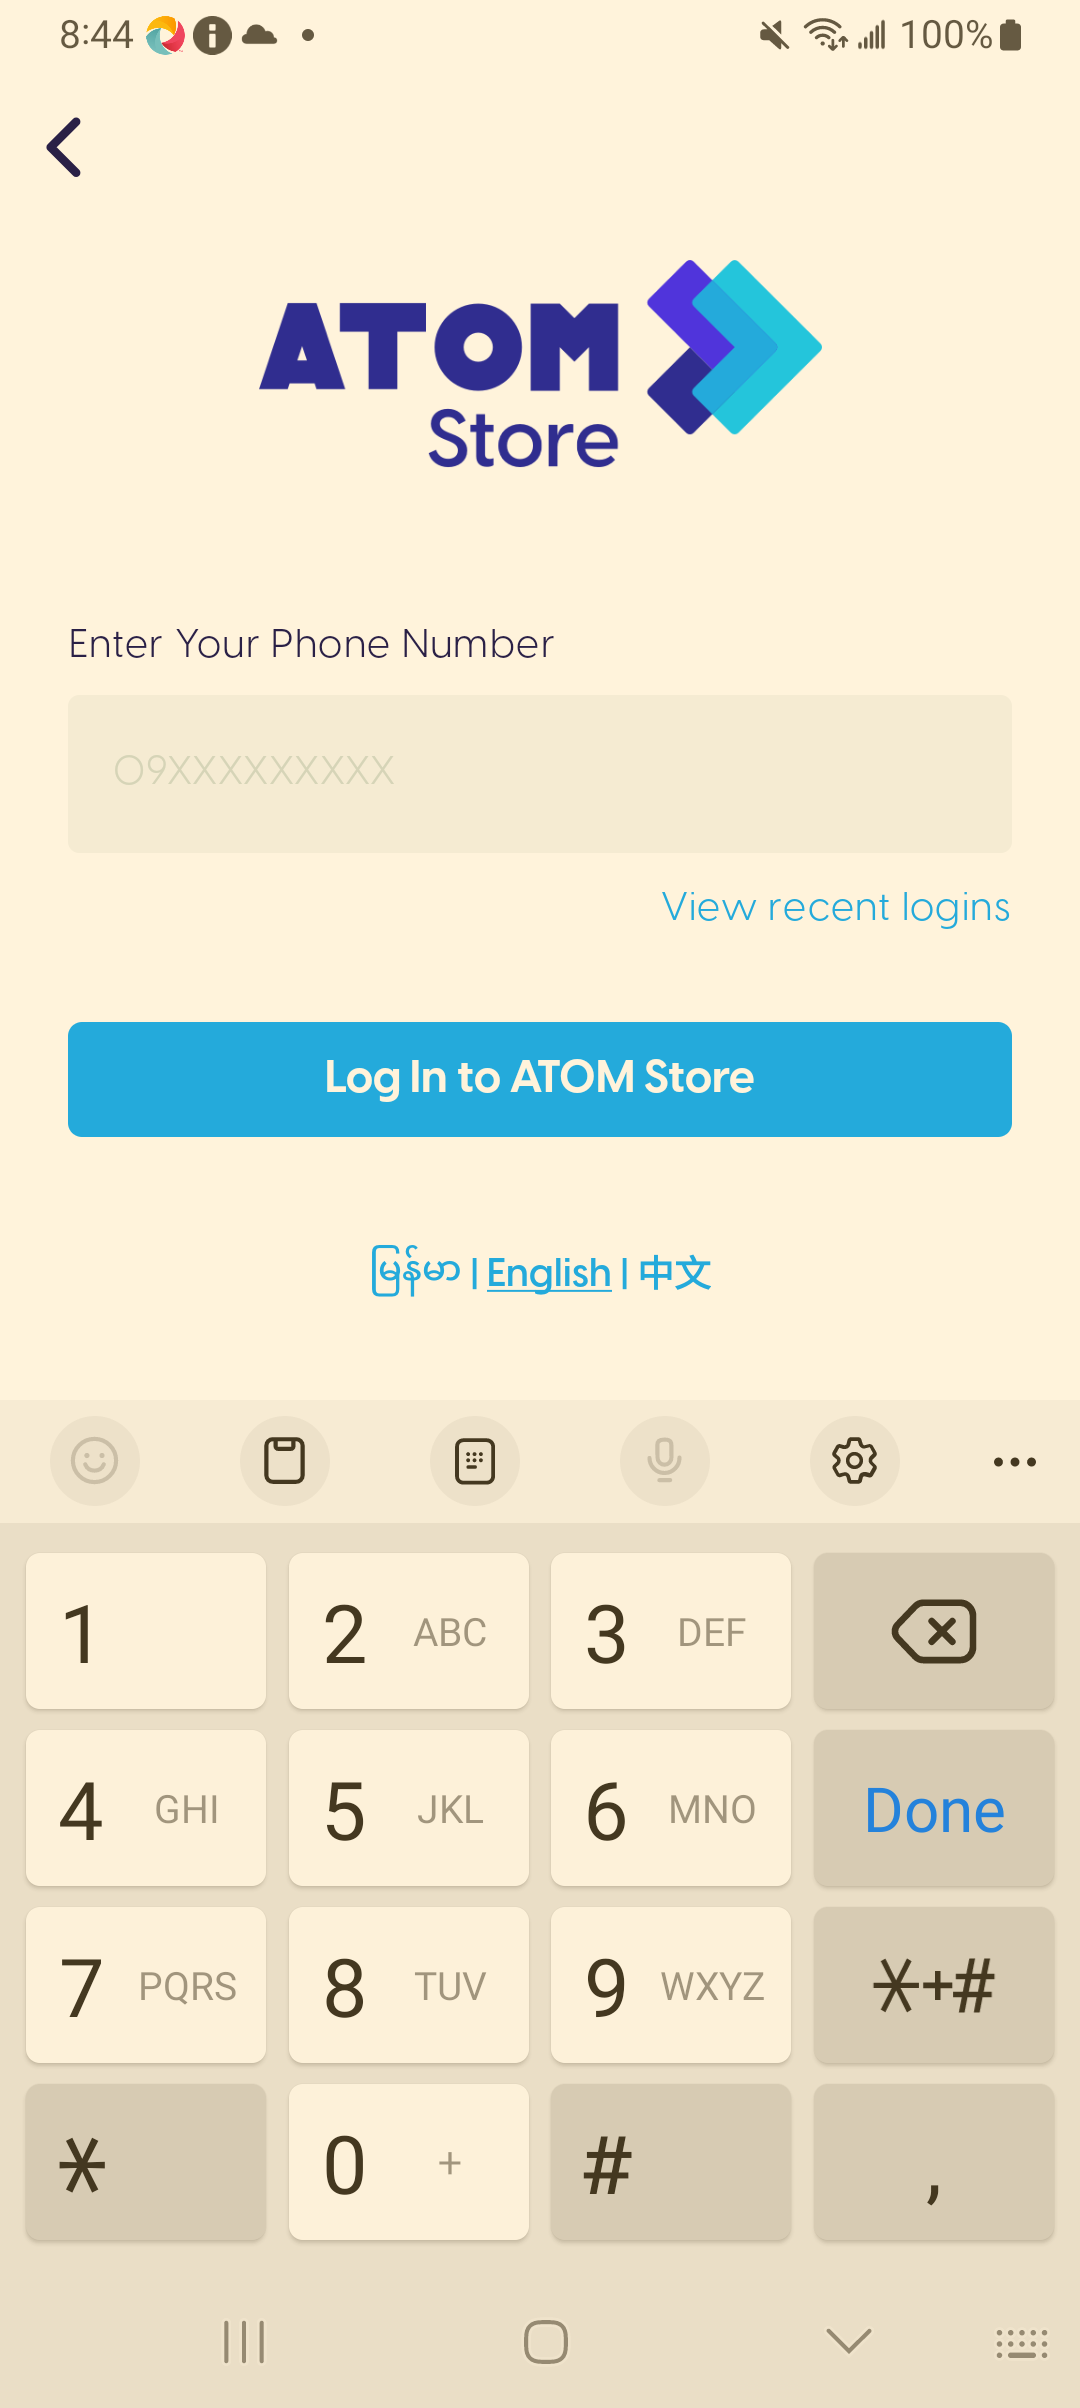 8:44 100%
ATOM
Store
Enter Your Phone Number
09XXXXXXXXX
View recent logins
Log In to ATOM Store
မြန်မာ | English | 中文
1 2 ABC 3 DEF
4 GHI 5 JKL 6 MNO Done
7 PQRS 8 TUV 9 WXYZ *+#
* 0 + # ,